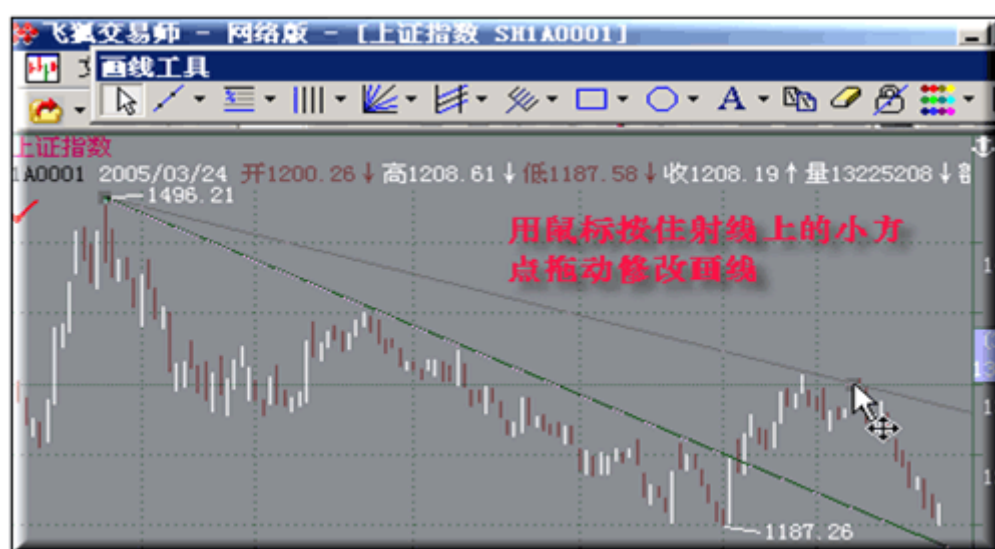 飞狐交易师 - 网络版 - [上证指数 SH1A0001]
画线工具
A
上证指数
1A0001 2005/03/24 开1200.26↓高1208.61↓低1187.58↓收1208.19↑量13225208↓
1496.21
用鼠标按住射线上的小方
点拖动修改画线
1187.26